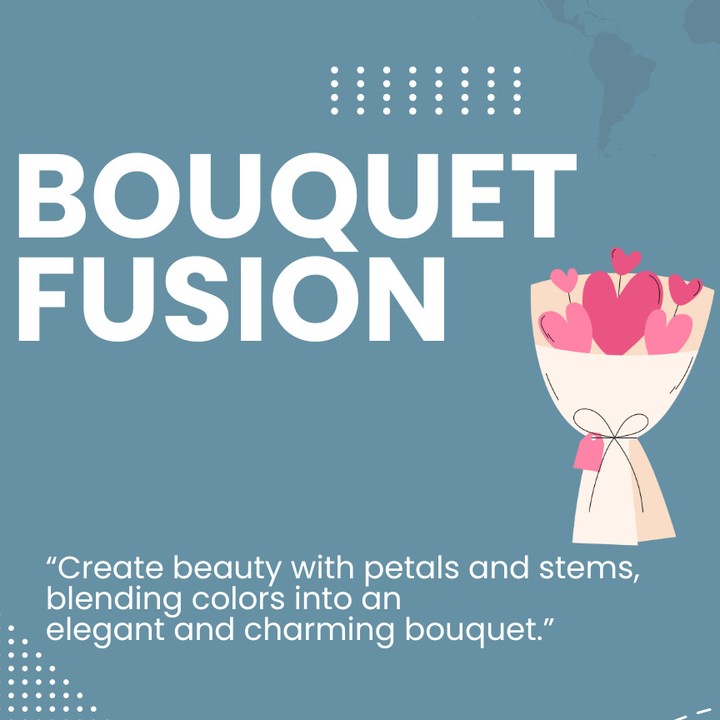 BOUQUET
FUSION
“Create beauty with petals and stems,
blending colors into an
elegant and charming bouquet.”